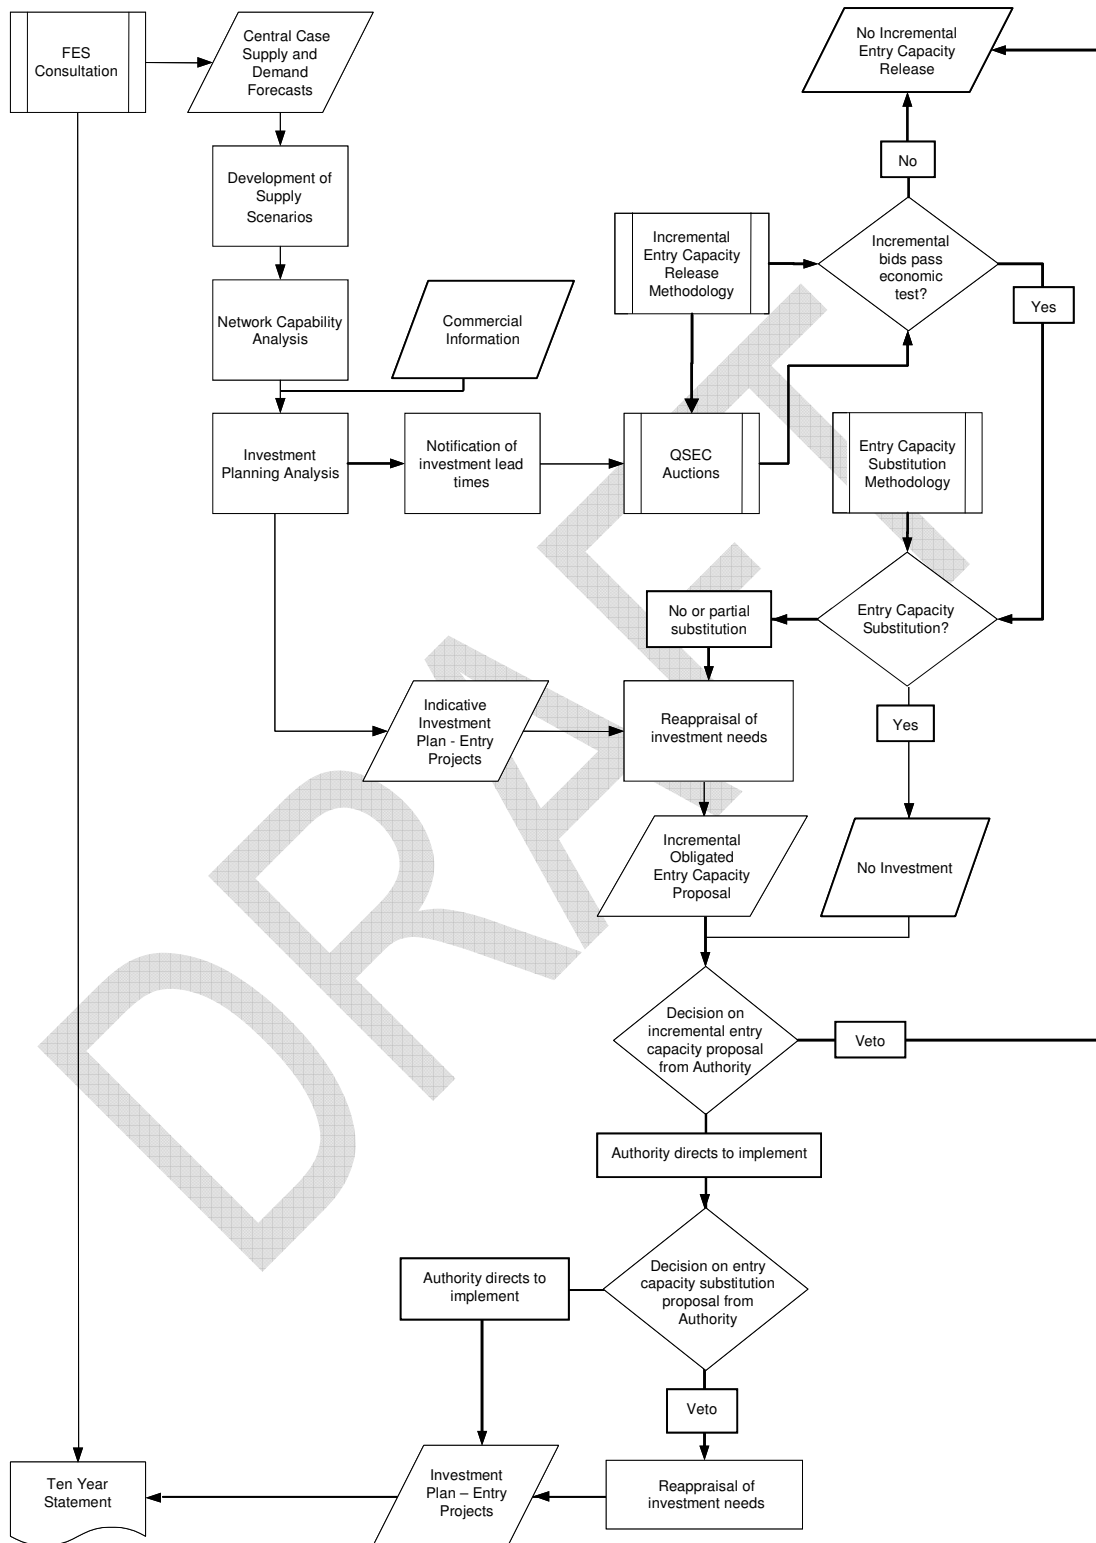 FES
Consultation
Central Case
Supply and
Demand
Forecasts
No Incremental
Entry Capacity
Release
No
Development of
Supply
Scenarios
Incremental
Entry Capacity
Release
Methodology
Incremental
bids pass
economic
test?
Yes
Network Capability
Analysis
Commercial
Information
Investment
Planning Analysis
Notification of
investment lead
times
QSEC
Auctions
Entry Capacity
Substitution
Methodology
No or partial
substitution
Entry Capacity
Substitution?
Yes
Indicative
Investment
Plan - Entry
Projects
Reappraisal of
investment needs
Incremental
Obligated
Entry Capacity
Proposal
No Investment
Decision on
incremental entry
capacity proposal
from Authority
Veto
Authority directs to implement
Decision on entry
capacity substitution
proposal from
Authority
Authority directs to
implement
Veto
Ten Year
Statement
Investment
Plan – Entry
Projects
Reappraisal of
investment needs
DRAFT